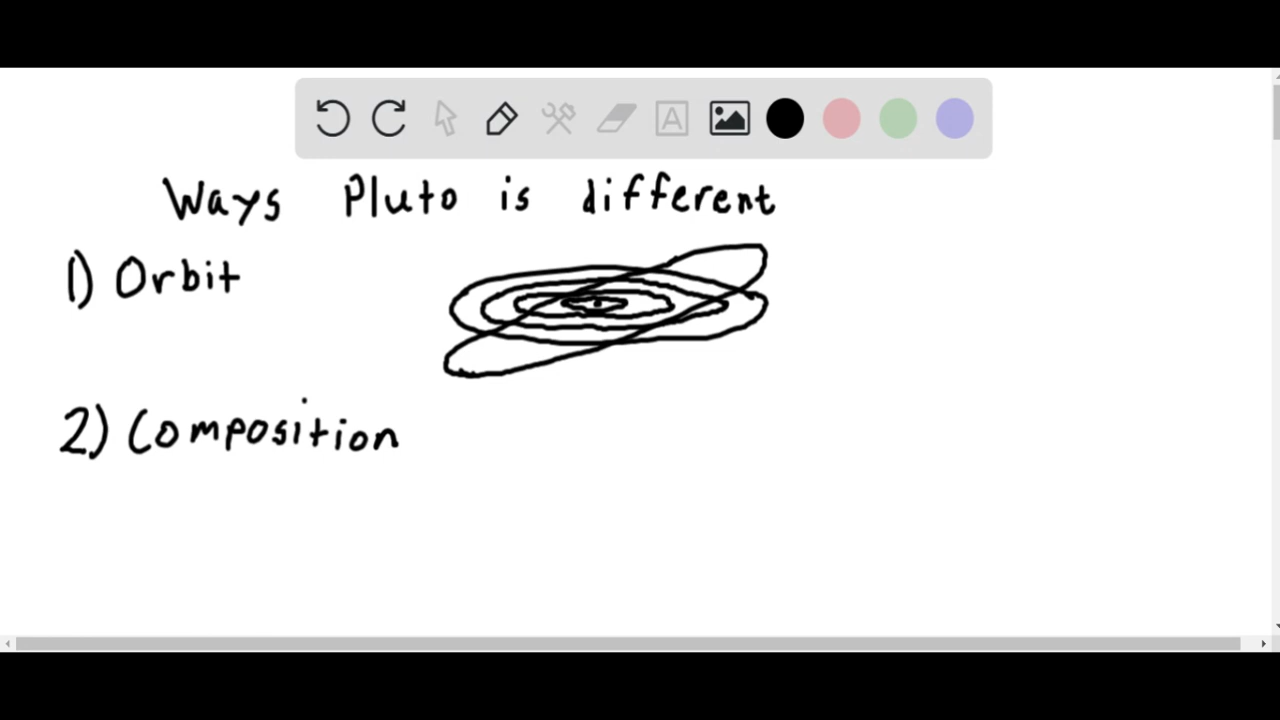 Ways Pluto is different
1) Orbit
2) Composition